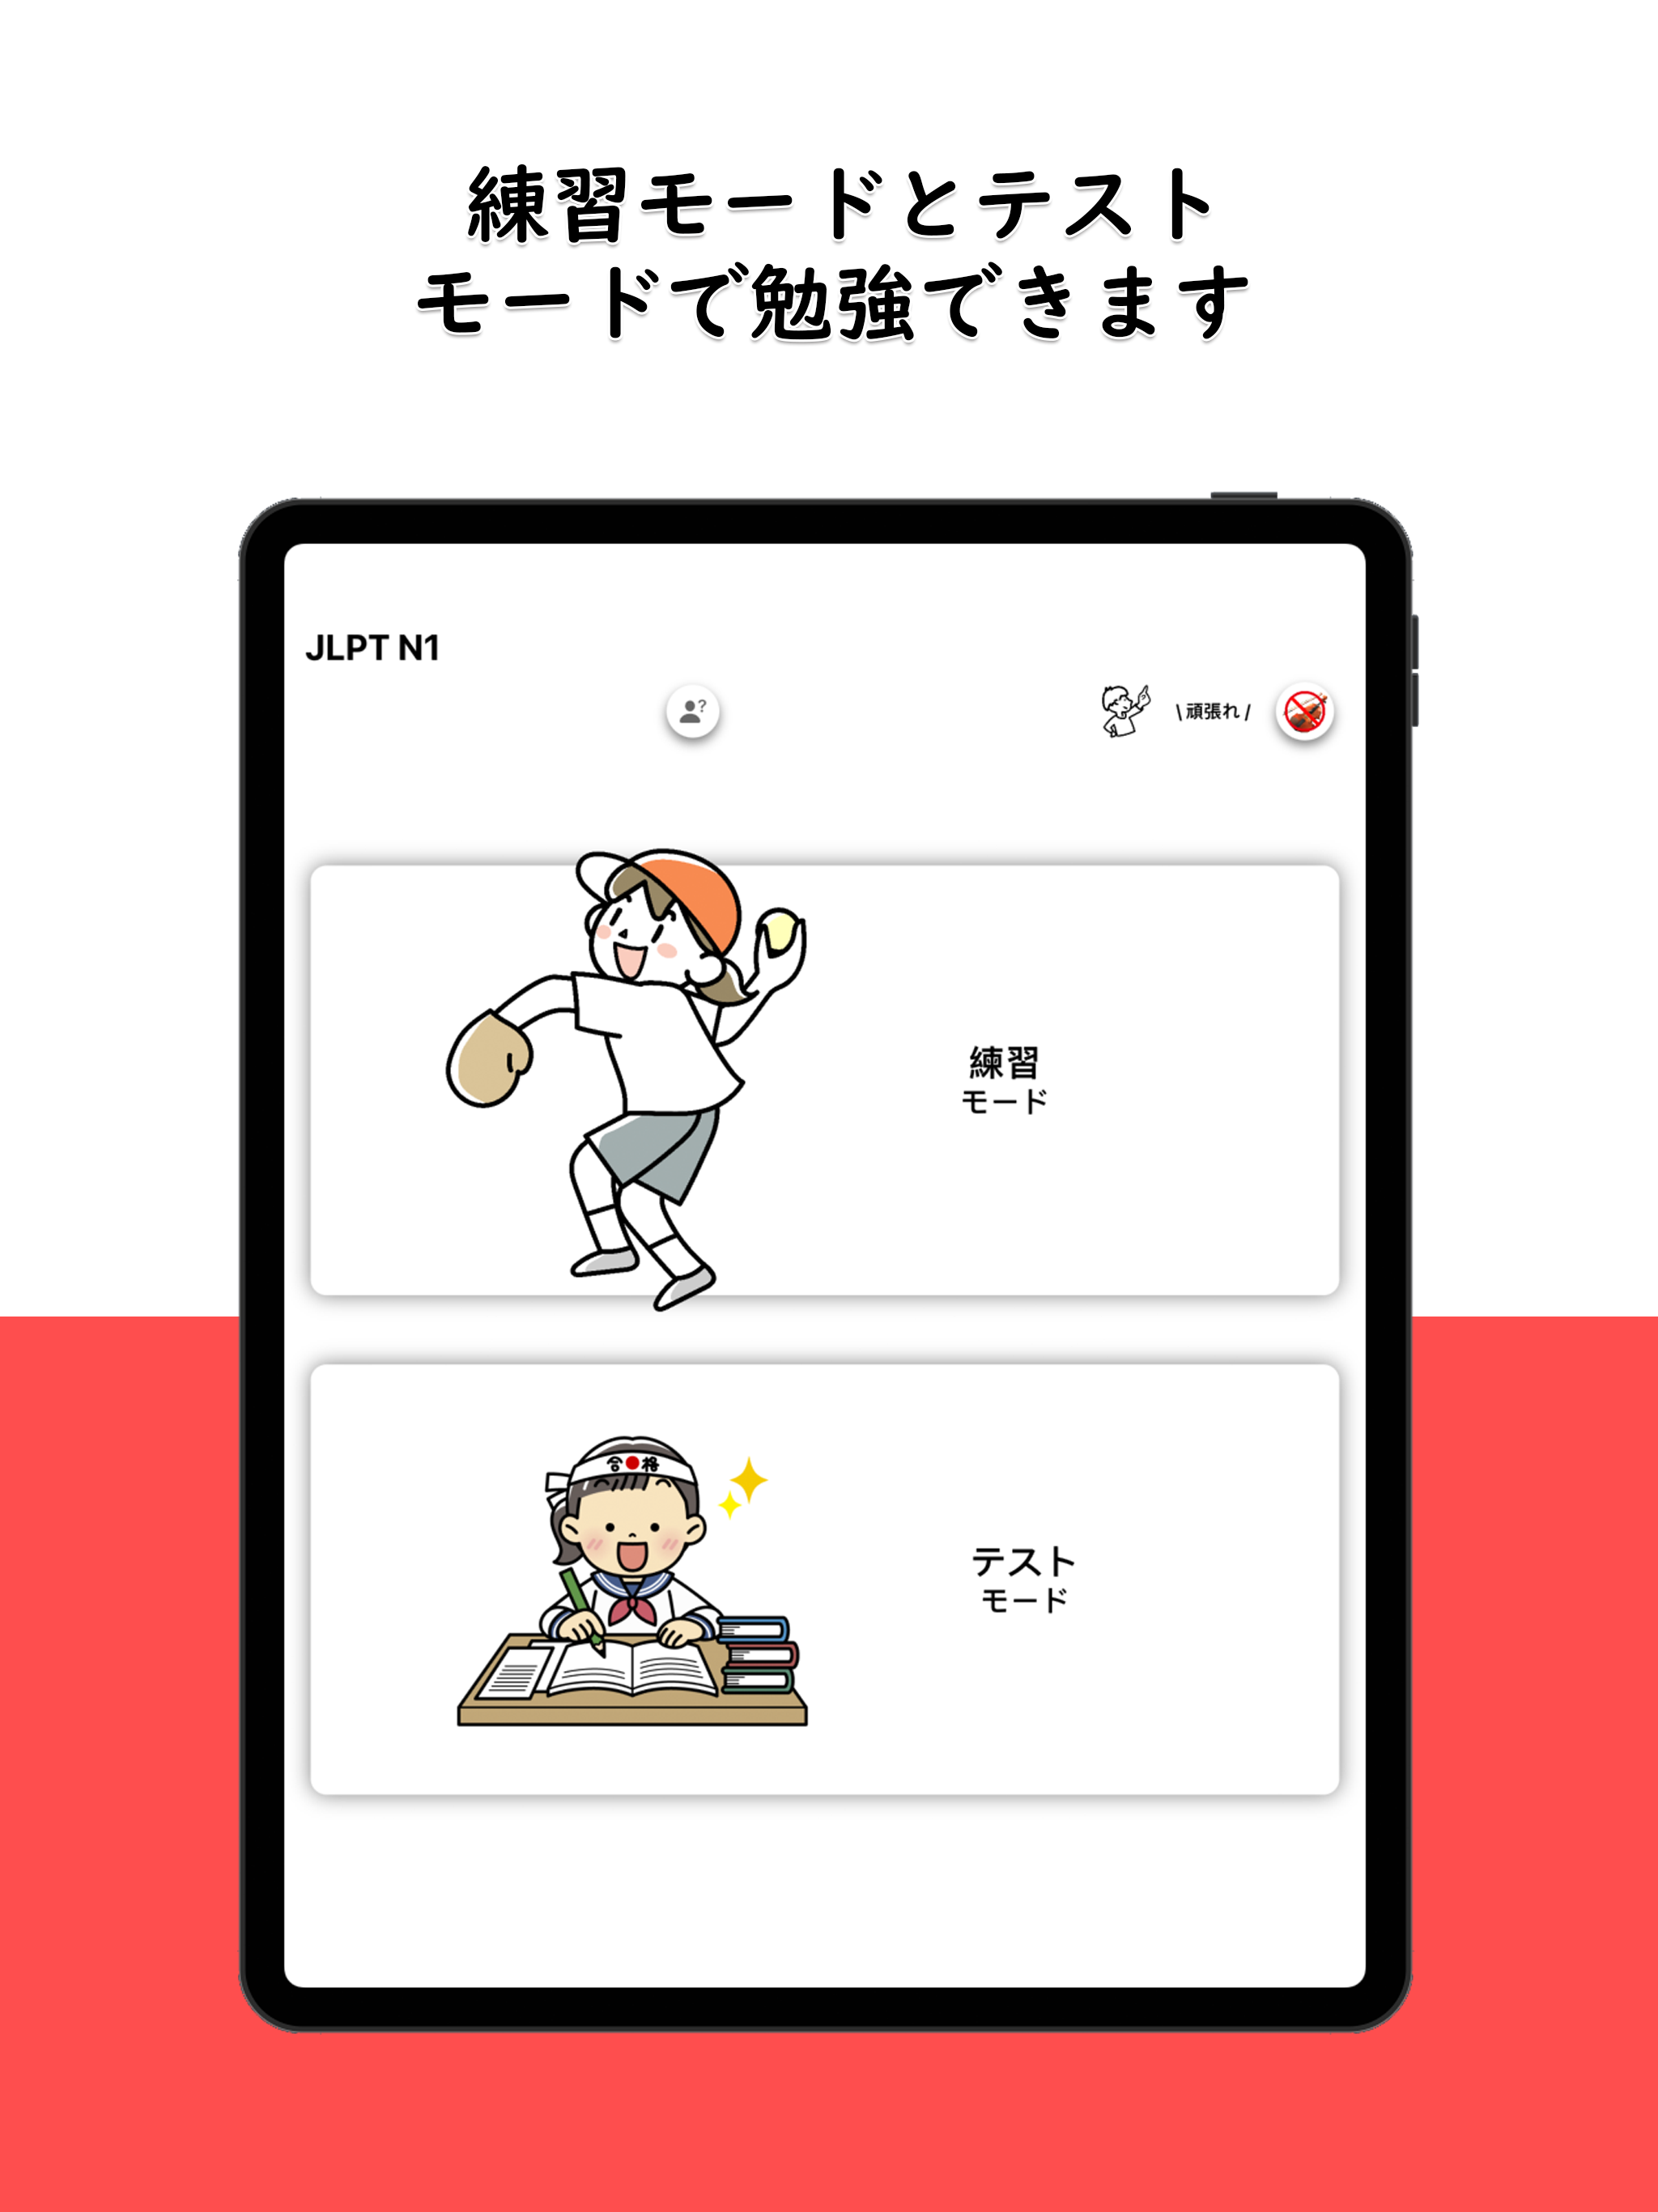 練習モードとテスト
モードで勉強できます
JLPT N1
?
\ 頑張れ /
練習
モード
合格
テスト
モード